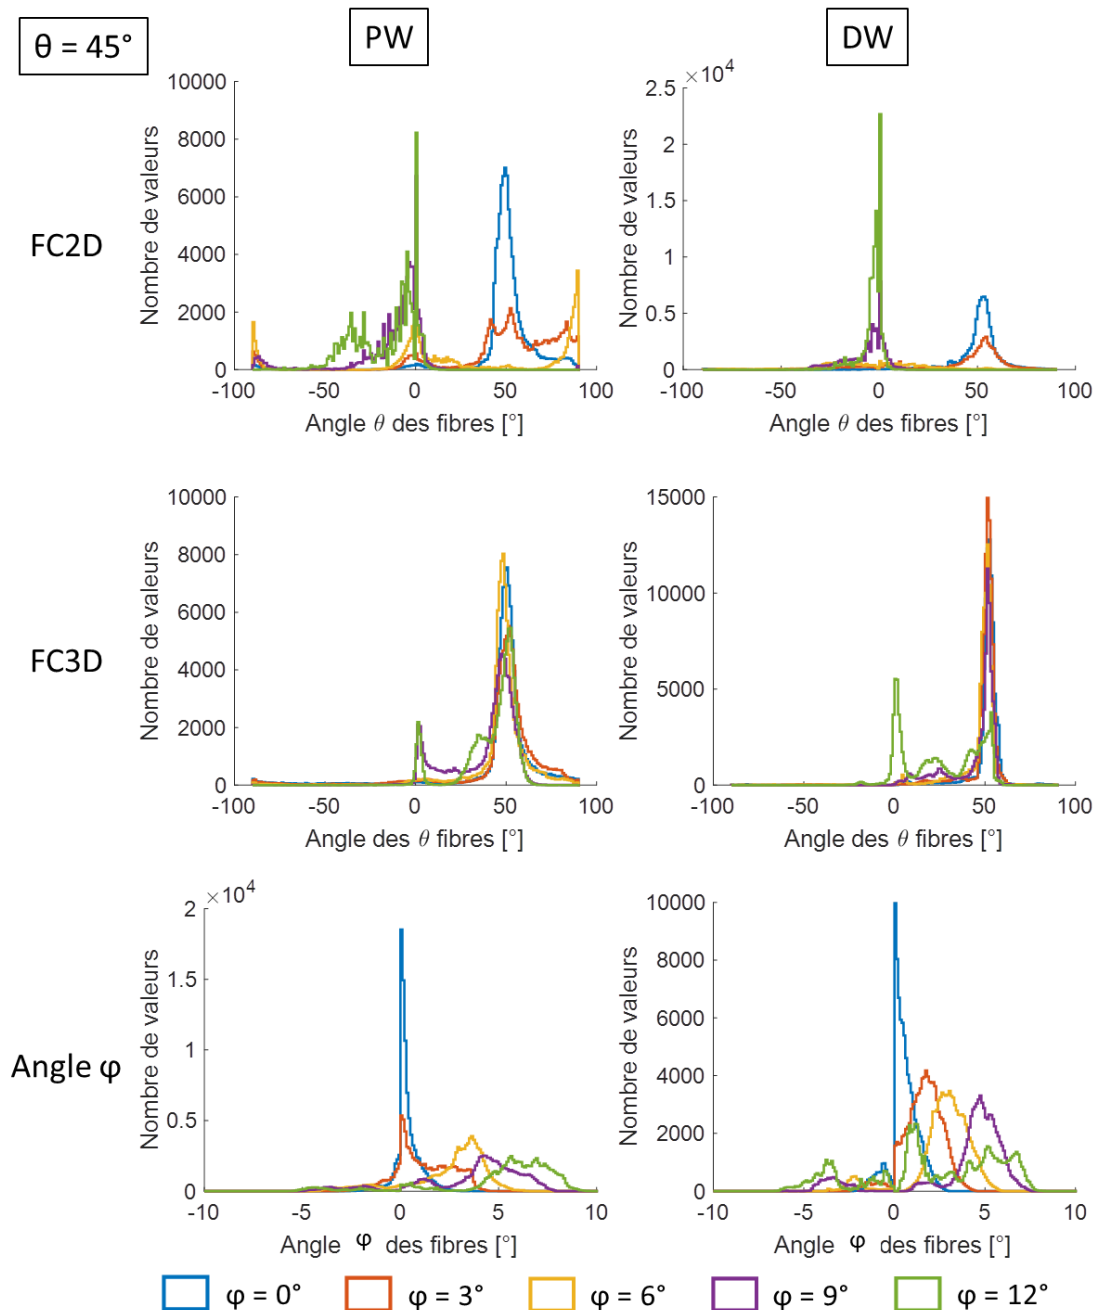 θ = 45°
PW
DW
FC2D
Nombre de valeurs
10000
8000
6000
4000
2000
0
-100
-50
0
50
100
Angle θ des fibres [°]
×10⁴
Nombre de valeurs
2.5
2
1.5
1
0.5
0
-100
-50
0
50
100
Angle θ des fibres [°]
FC3D
Nombre de valeurs
10000
8000
6000
4000
2000
0
-100
-50
0
50
100
Angle des θ fibres [°]
Nombre de valeurs
15000
10000
5000
0
-100
-50
0
50
100
Angle des θ fibres [°]
Angle φ
×10⁴
Nombre de valeurs
2
1.5
1
0.5
0
-10
-5
0
5
10
Angle φ des fibres [°]
Nombre de valeurs
10000
8000
6000
4000
2000
0
-10
-5
0
5
10
Angle φ des fibres [°]
φ = 0°
φ = 3°
φ = 6°
φ = 9°
φ = 12°